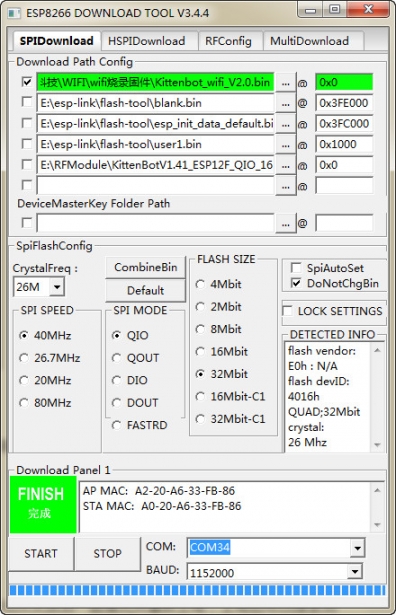 ESP8266 DOWNLOAD TOOL V3.4.4
SPIDownload HSPIDownload RFConfig MultiDownload
Download Path Config
科技\WIFI\wifi烧录固件\Kittenbot_wifi_V2.0.bin ... @ 0x0
E:\esp-link\flash-tool\blank.bin ... @ 0x3FE000
E:\esp-link\flash-tool\esp_init_data_default.bi ... @ 0x3FC000
E:\esp-link\flash-tool\user1.bin ... @ 0x1000
E:\RFModule\KittenBotV1.41_ESP12F_QIO_16 ... @ 0x0
... @
DeviceMasterKey Folder Path
... @
SpiFlashConfig
CrystalFreq :
26M
CombineBin
Default
SPI SPEED
40MHz
26.7MHz
20MHz
80MHz
SPI MODE
QIO
QOUT
DIO
DOUT
FASTRD
FLASH SIZE
4Mbit
2Mbit
8Mbit
16Mbit
32Mbit
16Mbit-C1
32Mbit-C1
SpiAutoSet
DoNotChgBin
LOCK SETTINGS
DETECTED INFO
flash vendor:
E0h : N/A
flash devID:
4016h
QUAD;32Mbit
crystal:
26 Mhz
Download Panel 1
FINISH
完成
AP MAC: A2-20-A6-33-FB-86
STA MAC: A0-20-A6-33-FB-86
START STOP
COM: COM34
BAUD: 1152000